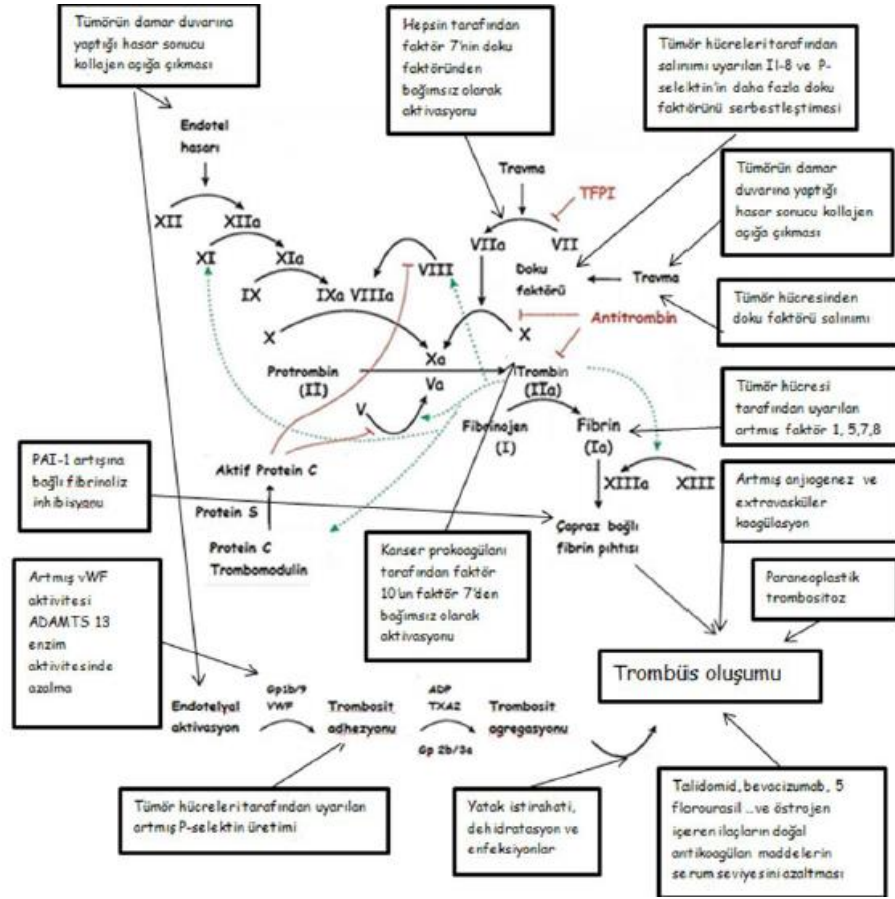 Tümörün damar duvarına
yaptığı hasar sonucu
kollajen açığa çıkması
Hepsin tarafından
faktör 7'nin doku
faktöründen
bağımsız olarak
aktivasyonu
Tümör hücreleri tarafından
salınımı uyarılan Il-8 ve P-
selektin'in daha fazla doku
faktörünü serbestleştimesi
Endotel
hasarı
Travma
TFPI
Tümörün damar
duvarına yaptığı
hasar sonucu kollajen
açığa çıkması
XII
XIIa
VIIa
VII
XI
XIa
VIII
Doku
faktörü
Travma
IX
IXa VIIIa
Tümör hücresinden
doku faktörü salınımı
X
X
Antitrombin
Xa
Protrombin
(II)
Va
Trombin
(IIa)
V
Fibrinojen
(I)
Fibrin
(Ia)
Tümör hücresi
tarafından uyarılan
artmış faktör 1, 5,7,8
PAI-1 artışına
bağlı fibrinoliz
inhibisyonu
Aktif Protein C
XIIIa
XIII
Artmış anjiogenez ve
extravasküler
koagülasyon
Protein S
Protein C
Trombomodulin
Çapraz bağlı
fibrin pıhtısı
Kanser prokoagülanı
tarafından faktör
10'un faktör 7'den
bağımsız olarak
aktivasyonu
Paraneoplastik
trombositoz
Artmış vWF
aktivitesi
ADAMTS 13
enzim
aktivitesinde
azalma
Trombüs oluşumu
Endotelyal
aktivasyon
Gp1b/9
VWF
Trombosit
adhezyonu
ADP
TXA2
Gp 2b/3a
Trombosit
agregasyonu
Tümör hücreleri tarafından uyarılan
artmış P-selektin üretimi
Yatak istirahati,
dehidratasyon ve
enfeksiyonlar
Talidomid, bevacizumab, 5
florourasil ...ve östrojen
içeren ilaçların doğal
antikoagülan maddelerin
serum seviyesini azaltması